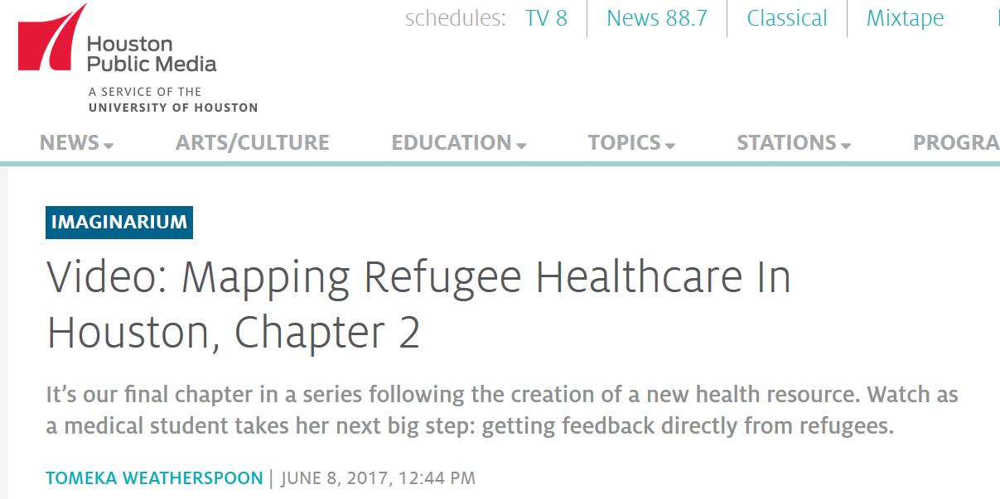 schedules: TV 8 News 88.7 Classical Mixtape
Houston
Public Media
A SERVICE OF THE
UNIVERSITY OF HOUSTON
NEWS ARTS/CULTURE EDUCATION TOPICS STATIONS PROGRA
IMAGINARIUM
Video: Mapping Refugee Healthcare In
Houston, Chapter 2
It’s our final chapter in a series following the creation of a new health resource. Watch as
a medical student takes her next big step: getting feedback directly from refugees.
TOMEKA WEATHERSPOON | JUNE 8, 2017, 12:44 PM